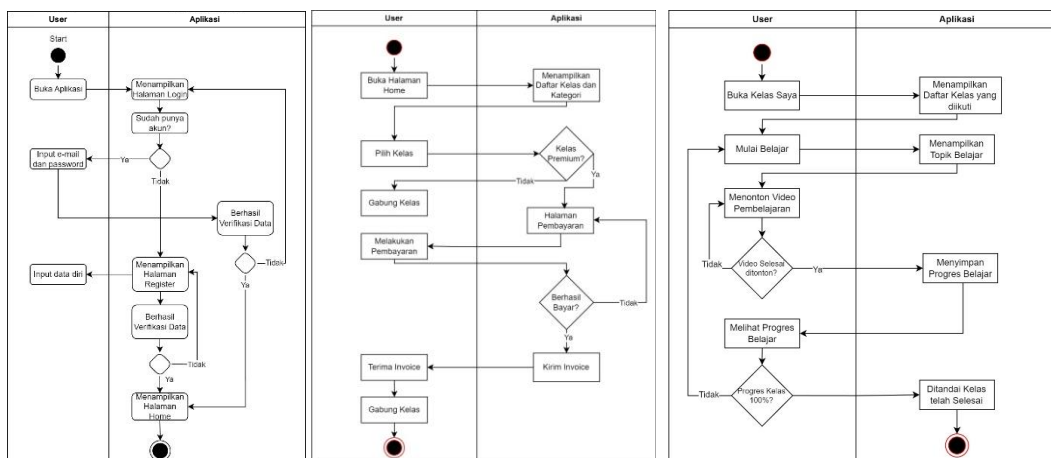 User
Aplikasi
Start
Buka Aplikasi
Menampilkan
Halaman Login
Sudah punya
akun?
Input e-mail
dan password
Ya
Tidak
Berhasil
Verifikasi Data
Tidak
Ya
Input data diri
Menampilkan
Halaman
Register
Berhasil
Verifikasi Data
Tidak
Ya
Menampilkan
Halaman
Home
User
Aplikasi
Buka Halaman
Home
Menampilkan
Daftar Kelas dan
Kategori
Pilih Kelas
Kelas
Premium?
Tidak
Ya
Gabung Kelas
Halaman
Pembayaran
Melakukan
Pembayaran
Berhasil
Bayar?
Tidak
Ya
Terima Invoice
Kirim Invoice
Gabung Kelas
User
Aplikasi
Buka Kelas Saya
Menampilkan
Daftar Kelas yang
diikuti
Mulai Belajar
Menampilkan
Topik Belajar
Menonton Video
Pembelajaran
Tidak
Video Selesai
ditonton?
Ya
Menyimpan
Progres Belajar
Melihat Progres
Belajar
Tidak
Progres Kelas
100%?
Ditandai Kelas
telah Selesai